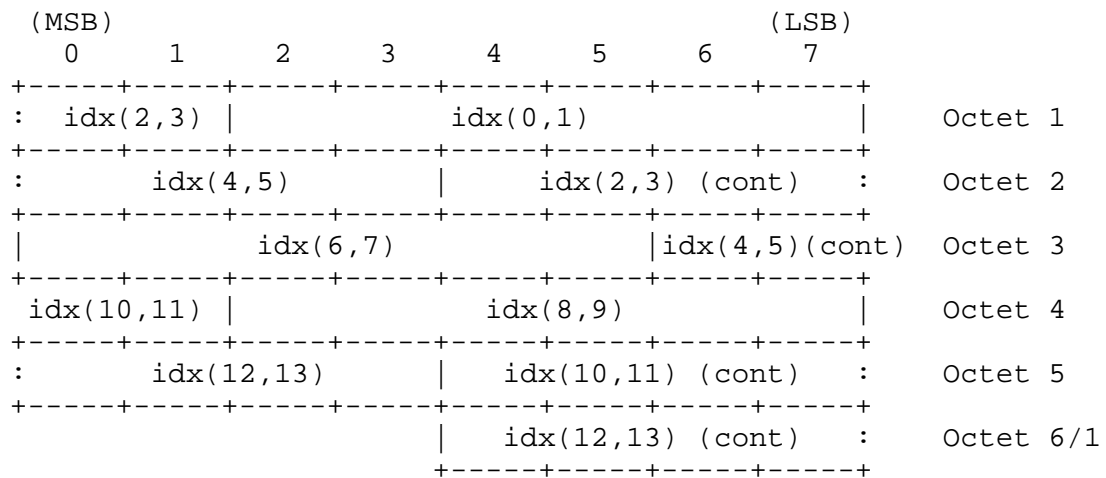 (MSB)                                     (LSB)
   0     1     2     3     4     5     6     7
+-----+-----+-----+-----+-----+-----+-----+-----+
:  idx(2,3) |            idx(0,1)               |    Octet 1
+-----+-----+-----+-----+-----+-----+-----+-----+
:       idx(4,5)        |     idx(2,3) (cont)   :    Octet 2
+-----+-----+-----+-----+-----+-----+-----+-----+
|             idx(6,7)              |idx(4,5)(cont)  Octet 3
+-----+-----+-----+-----+-----+-----+-----+-----+
idx(10,11) |              idx(8,9)             |    Octet 4
+-----+-----+-----+-----+-----+-----+-----+-----+
:       idx(12,13)      |   idx(10,11) (cont)   :    Octet 5
+-----+-----+-----+-----+-----+-----+-----+-----+
                        |   idx(12,13) (cont)   :    Octet 6/1
                        +-----+-----+-----+-----+